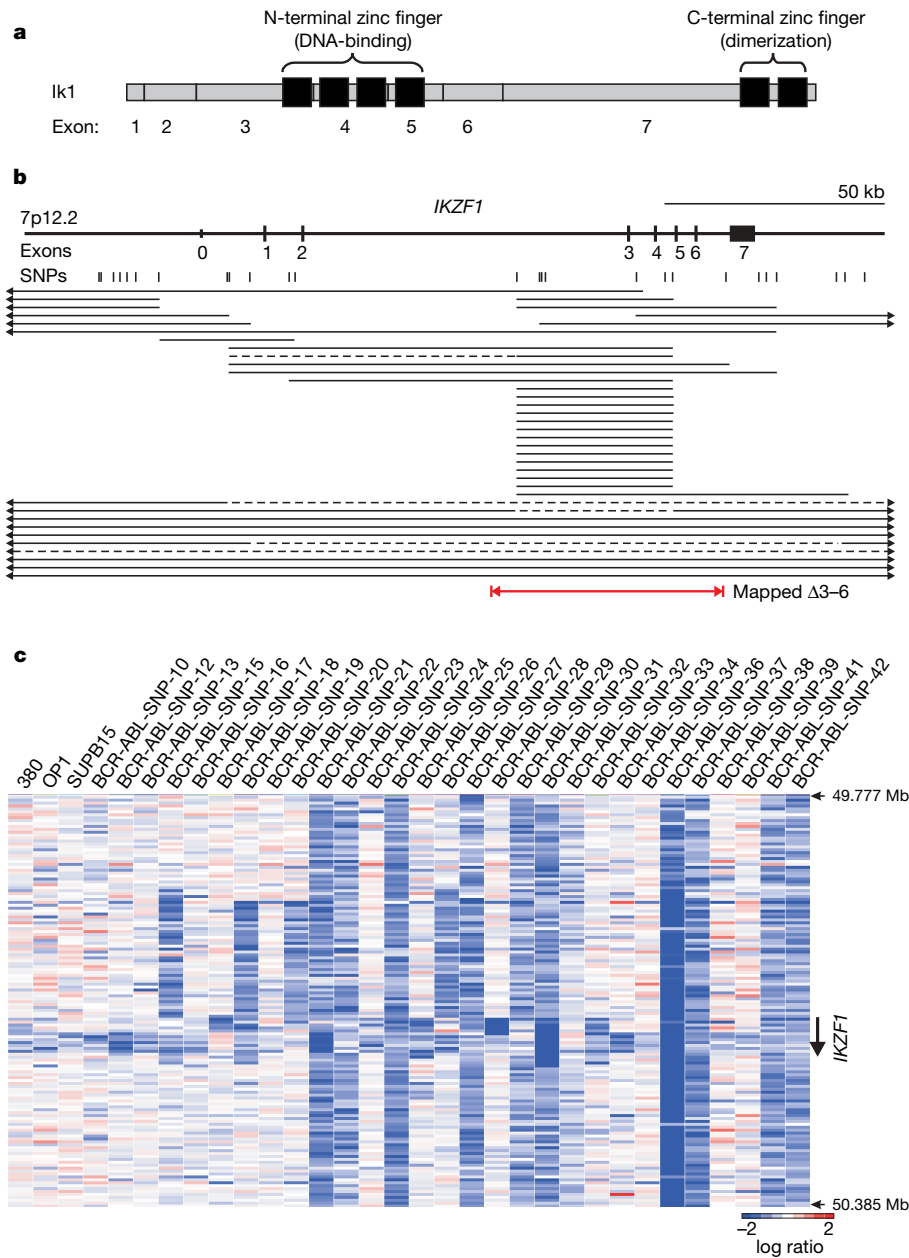 a
N-terminal zinc finger
(DNA-binding)
C-terminal zinc finger
(dimerization)
Ik1
Exon: 1 2 3 4 5 6 7
b
IKZF1
50 kb
7p12.2
Exons 0 1 2 3 4 5 6 7
SNPs
Mapped Δ3–6
c
380
OP1
SUPB15
BCR-ABL-SNP-10
BCR-ABL-SNP-12
BCR-ABL-SNP-13
BCR-ABL-SNP-15
BCR-ABL-SNP-16
BCR-ABL-SNP-17
BCR-ABL-SNP-18
BCR-ABL-SNP-19
BCR-ABL-SNP-20
BCR-ABL-SNP-21
BCR-ABL-SNP-22
BCR-ABL-SNP-23
BCR-ABL-SNP-24
BCR-ABL-SNP-25
BCR-ABL-SNP-26
BCR-ABL-SNP-27
BCR-ABL-SNP-28
BCR-ABL-SNP-29
BCR-ABL-SNP-30
BCR-ABL-SNP-31
BCR-ABL-SNP-32
BCR-ABL-SNP-33
BCR-ABL-SNP-34
BCR-ABL-SNP-36
BCR-ABL-SNP-37
BCR-ABL-SNP-38
BCR-ABL-SNP-39
BCR-ABL-SNP-41
BCR-ABL-SNP-42
49.777 Mb
IKZF1
50.385 Mb
–2 2
log ratio